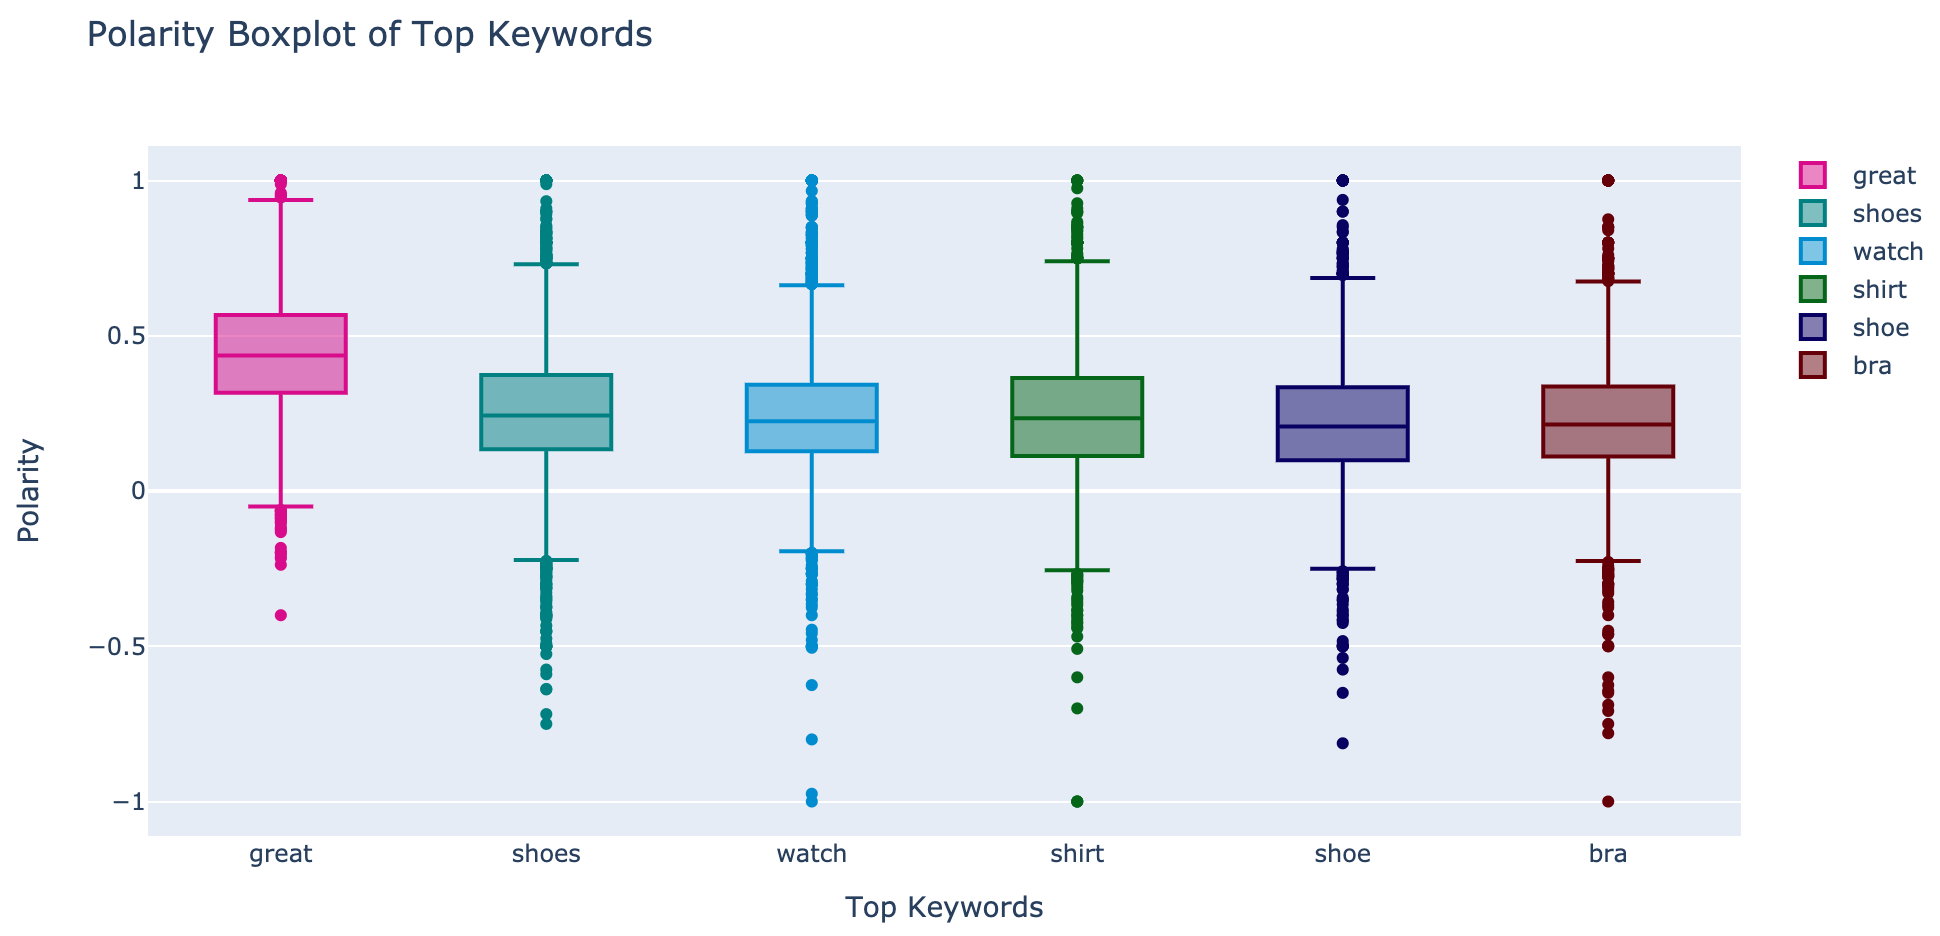 Polarity Boxplot of Top Keywords
1
0.5
0
−0.5
−1
Polarity
great
shoes
watch
shirt
shoe
bra
Top Keywords
great
shoes
watch
shirt
shoe
bra